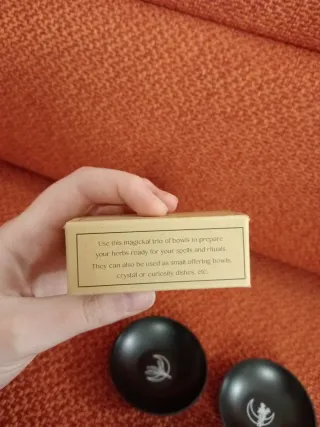 Use this magickal trio of bowls to prepare
your herbs ready for your spells and rituals.
They can also be used as small offering bowls,
crystal or curiosity dishes, etc.